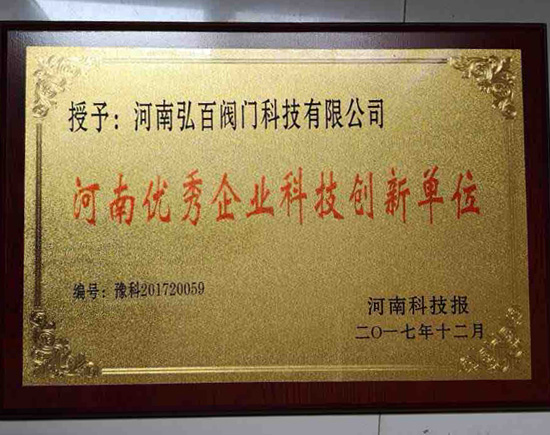 授予：河南弘百阀门科技有限公司
河南优秀企业科技创新单位
编号：豫科201720059
河南科技报
二〇一七年十二月